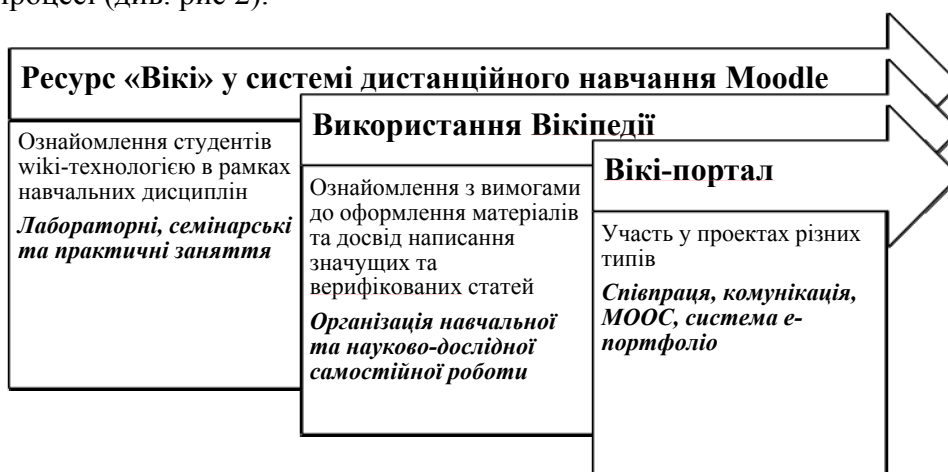 процесі (див. рис 2).
Ресурс «Вікі» у системі дистанційного навчання Moodle
Ознайомлення студентів
wiki-технологією в рамках
навчальних дисциплін
Лабораторні, семінарські
та практичні заняття
Використання Вікіпедії
Ознайомлення з вимогами
до оформлення матеріалів
та досвід написання
значущих та
верифікованих статей
Організація навчальної
та науково-дослідної
самостійної роботи
Вікі-портал
Участь у проектах різних
типів
Співпраця, комунікація,
МООС, система е-
портфоліо